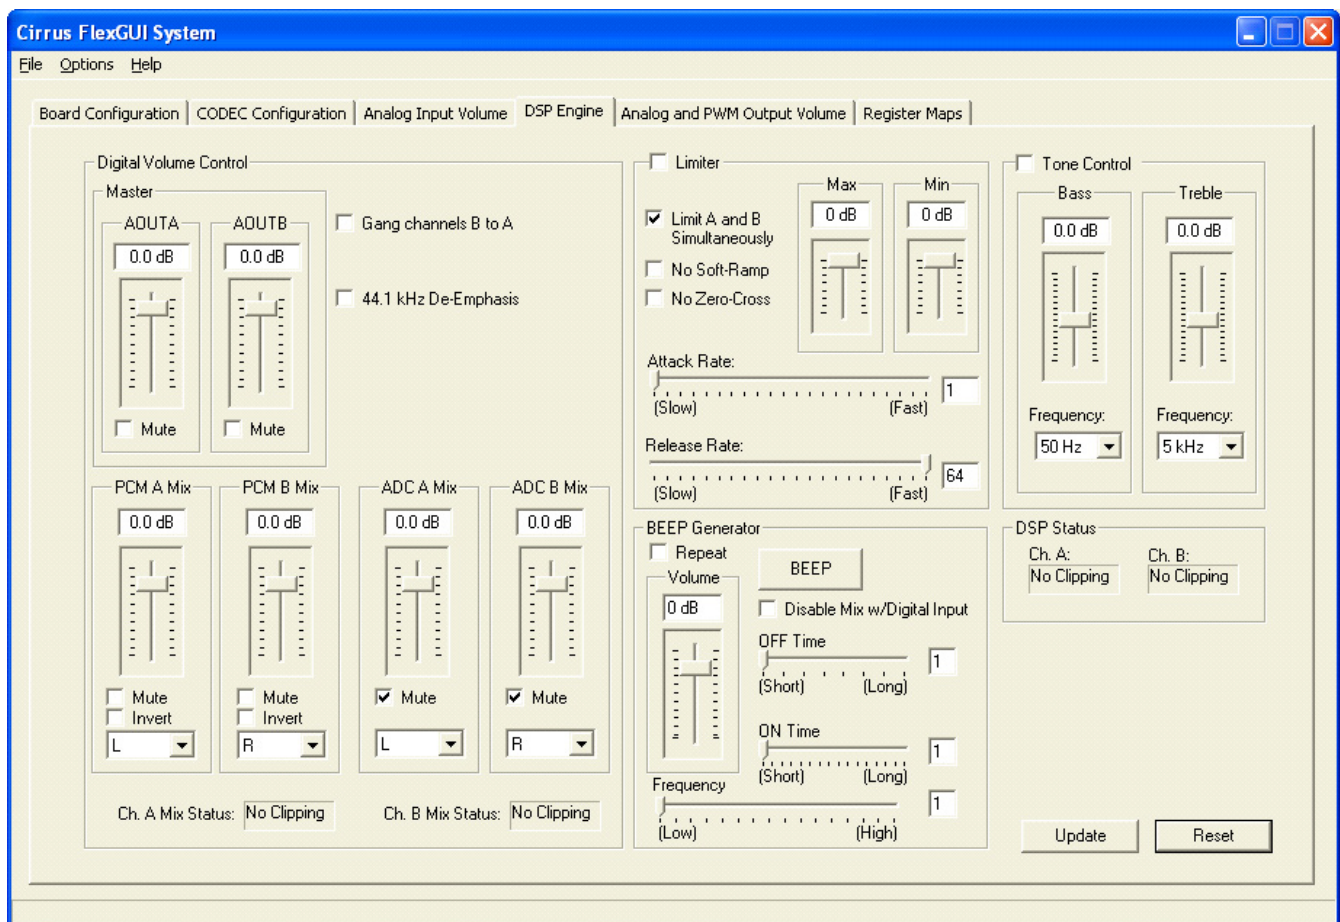 Cirrus FlexGUI System
File Options Help
Board Configuration CODEC Configuration Analog Input Volume DSP Engine Analog and PWM Output Volume Register Maps
Digital Volume Control
Master
AOUTA AOUTB
0.0 dB 0.0 dB
Mute Mute
Gang channels B to A
44.1 kHz De-Emphasis
PCM A Mix PCM B Mix ADC A Mix ADC B Mix
0.0 dB 0.0 dB 0.0 dB 0.0 dB
Mute Mute Mute Mute
Invert Invert
L R L R
Ch. A Mix Status: No Clipping Ch. B Mix Status: No Clipping
Limiter
Limit A and B
Simultaneously
No Soft-Ramp
No Zero-Cross
Max Min
0 dB 0 dB
Attack Rate:
1
(Slow) (Fast)
Release Rate:
64
(Slow) (Fast)
BEEP Generator
Repeat
Volume
0 dB
BEEP
Disable Mix w/Digital Input
OFF Time
1
(Short) (Long)
ON Time
1
(Short) (Long)
Frequency
1
(Low) (High)
Tone Control
Bass Treble
0.0 dB 0.0 dB
Frequency: Frequency:
50 Hz 5 kHz
DSP Status
Ch. A: Ch. B:
No Clipping No Clipping
Update Reset